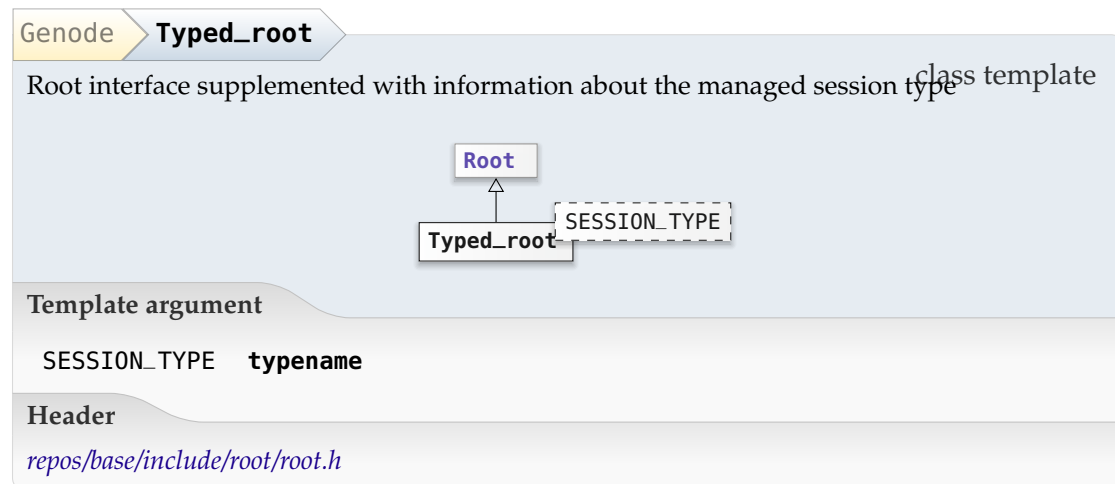 Genode Typed_root
class template
Root interface supplemented with information about the managed session type
Root
SESSION_TYPE
Typed_root
Template argument
SESSION_TYPE typename
Header
repos/base/include/root/root.h